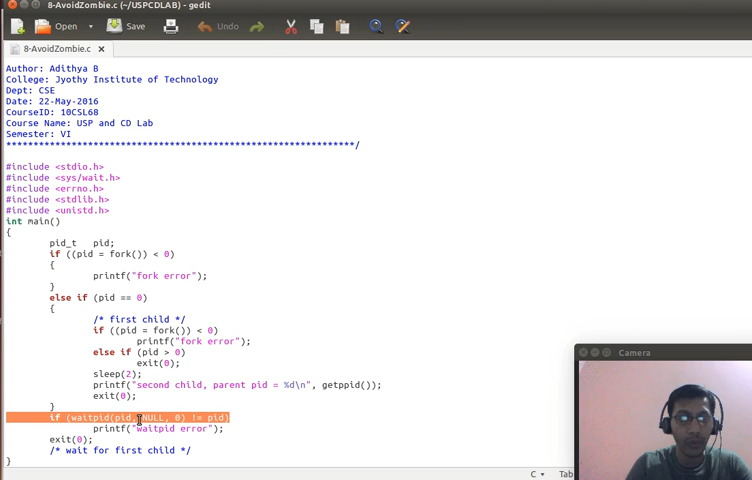 8-AvoidZombie.c (~/USPCDLAB) - gedit
Open Save Undo
8-AvoidZombie.c
Author: Adithya B
College: Jyothy Institute of Technology
Dept: CSE
Date: 22-May-2016
CourseID: 10CSL68
Course Name: USP and CD Lab
Semester: VI
******************************************************************/
#include <stdio.h>
#include <sys/wait.h>
#include <errno.h>
#include <stdlib.h>
#include <unistd.h>
int main()
{
pid_t pid;
if ((pid = fork()) < 0)
{
printf("fork error");
}
else if (pid == 0)
{
/* first child */
if ((pid = fork()) < 0)
printf("fork error");
else if (pid > 0)
exit(0);
sleep(2);
printf("second child, parent pid = %d\n", getppid());
exit(0);
}
if (waitpid(pid, NULL, 0) != pid)
printf("waitpid error");
exit(0);
/* wait for first child */
}
Camera
C Tab